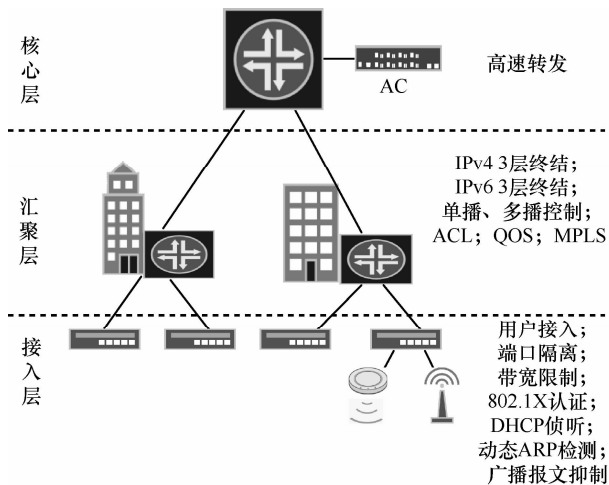 核心层
AC
高速转发
汇聚层
IPv4 3层终结；
IPv6 3层终结；
单播、多播控制；
ACL；QOS；MPLS
接入层
用户接入；
端口隔离；
带宽限制；
802.1X认证；
DHCP侦听；
动态ARP检测；
广播报文抑制